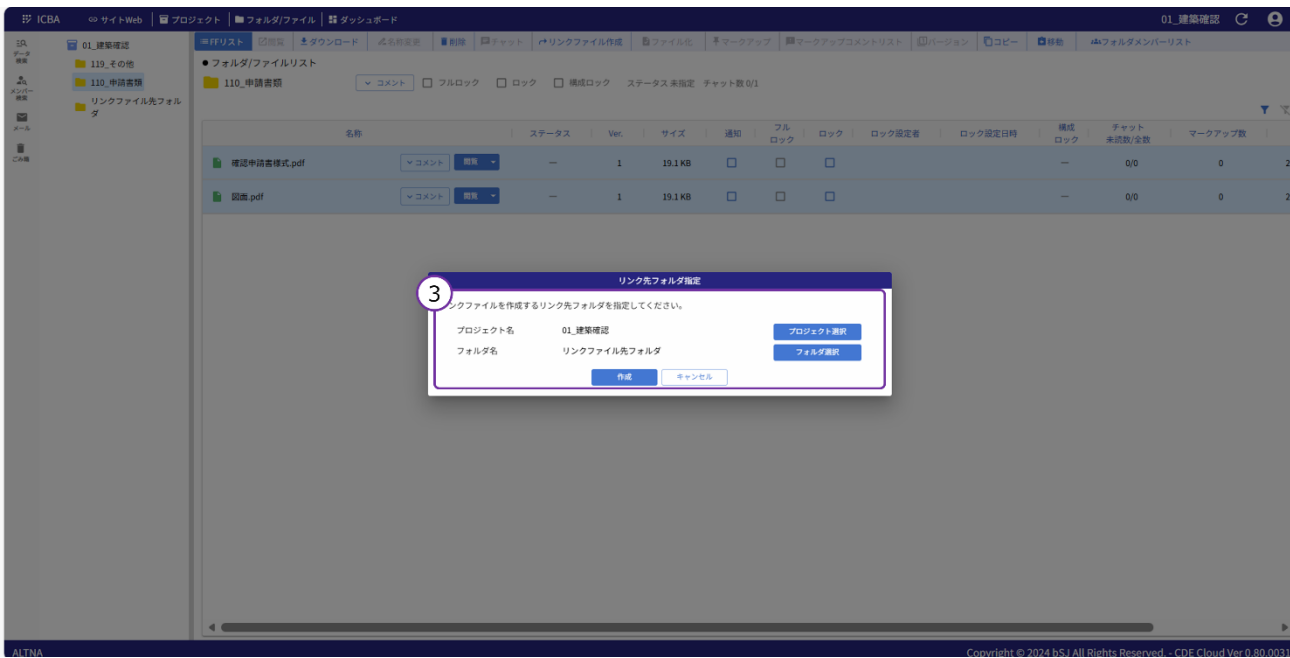 ICBA サイトWeb プロジェクト フォルダ/ファイル ダッシュボード 01_建築確認
データ検索
メンバー検索
メール
ごみ箱
01_建築確認
119_その他
110_申請書類
リンクファイル先フォルダ
FFリスト 閲覧 ダウンロード 名称変更 削除 チャット リンクファイル作成 ファイル化 マークアップ マークアップコメントリスト バージョン コピー 移動 フォルダメンバーリスト
● フォルダ/ファイルリスト
110_申請書類 コメント フルロック ロック 構成ロック ステータス 未指定 チャット数 0/1
名称 ステータス Ver. サイズ 通知 フルロック ロック ロック設定者 ロック設定日時 構成ロック チャット未読数/全数 マークアップ数
確認申請書様式.pdf コメント 閲覧 — 1 19.1 KB — 0/0 0 2
図面.pdf コメント 閲覧 — 1 19.1 KB — 0/0 0 2
リンク先フォルダ指定
3
ンクファイルを作成するリンク先フォルダを指定してください。
プロジェクト名 01_建築確認 プロジェクト選択
フォルダ名 リンクファイル先フォルダ フォルダ選択
作成 キャンセル
ALTNA Copyright © 2024 bSJ All Rights Reserved. - CDE Cloud Ver 0.80.0031